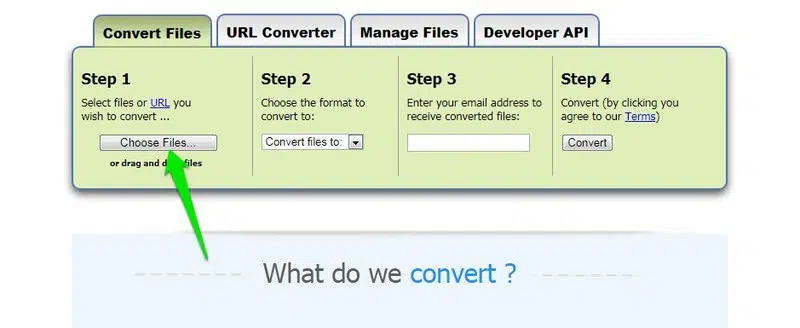 Convert Files
URL Converter
Manage Files
Developer API
Step 1
Select files or URL you
wish to convert ...
Choose Files...
or drag and files
Step 2
Choose the format to
convert to:
Convert files to:
Step 3
Enter your email address to
receive converted files:
Step 4
Convert (by clicking you
agree to our Terms)
Convert
What do we convert ?